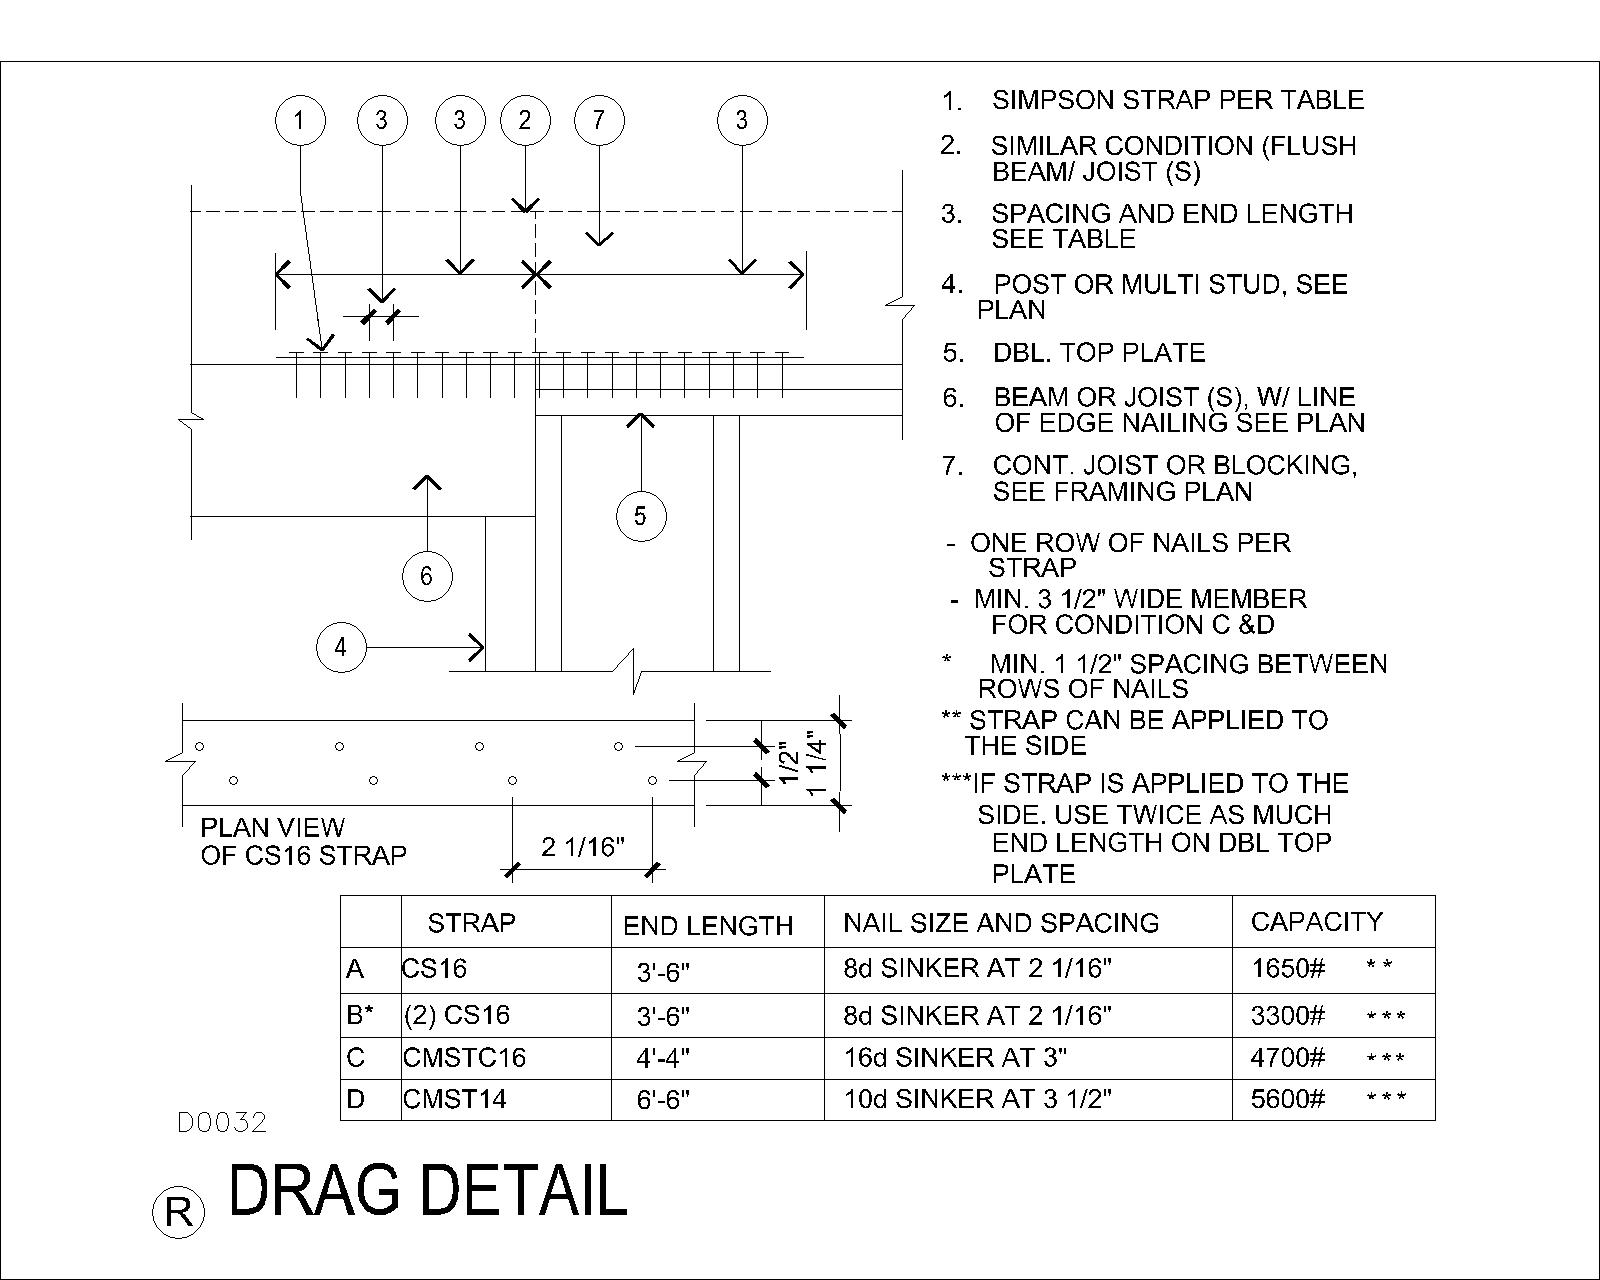 1 3 3 2 7 3
5
6
4
1. SIMPSON STRAP PER TABLE
2. SIMILAR CONDITION (FLUSH
BEAM/ JOIST (S)
3. SPACING AND END LENGTH
SEE TABLE
4. POST OR MULTI STUD, SEE
PLAN
5. DBL. TOP PLATE
6. BEAM OR JOIST (S), W/ LINE
OF EDGE NAILING SEE PLAN
7. CONT. JOIST OR BLOCKING,
SEE FRAMING PLAN
- ONE ROW OF NAILS PER
STRAP
- MIN. 3 1/2" WIDE MEMBER
FOR CONDITION C &D
* MIN. 1 1/2" SPACING BETWEEN
ROWS OF NAILS
** STRAP CAN BE APPLIED TO
THE SIDE
***IF STRAP IS APPLIED TO THE
SIDE. USE TWICE AS MUCH
END LENGTH ON DBL TOP
PLATE
1/2"
1 1/4"
2 1/16"
PLAN VIEW
OF CS16 STRAP
STRAP END LENGTH NAIL SIZE AND SPACING CAPACITY
A CS16 3'-6" 8d SINKER AT 2 1/16" 1650# **
B* (2) CS16 3'-6" 8d SINKER AT 2 1/16" 3300# ***
C CMSTC16 4'-4" 16d SINKER AT 3" 4700# ***
D CMST14 6'-6" 10d SINKER AT 3 1/2" 5600# ***
D0032
R DRAG DETAIL